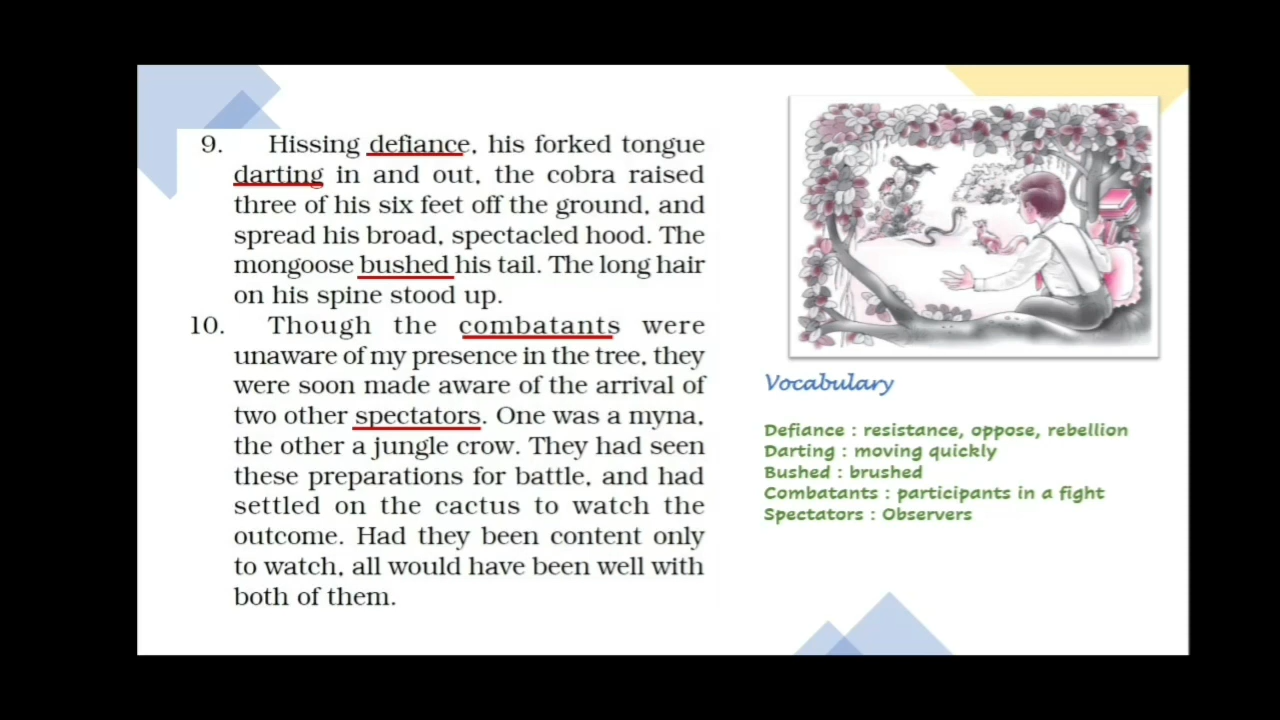 9. Hissing defiance, his forked tongue
darting in and out, the cobra raised
three of his six feet off the ground, and
spread his broad, spectacled hood. The
mongoose bushed his tail. The long hair
on his spine stood up.
10. Though the combatants were
unaware of my presence in the tree, they
were soon made aware of the arrival of
two other spectators. One was a myna,
the other a jungle crow. They had seen
these preparations for battle, and had
settled on the cactus to watch the
outcome. Had they been content only
to watch, all would have been well with
both of them.
Vocabulary
Defiance : resistance, oppose, rebellion
Darting : moving quickly
Bushed : brushed
Combatants : participants in a fight
Spectators : Observers